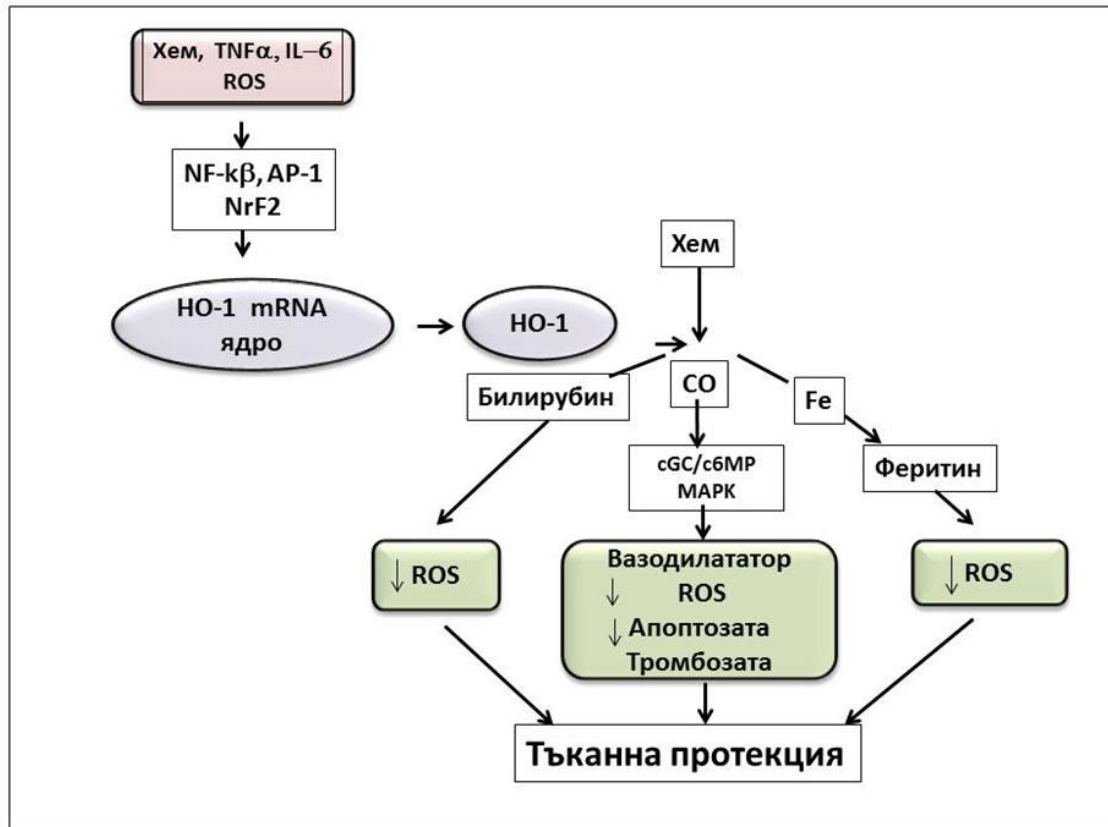 Хем, TNFα, IL–6
ROS
NF-kβ, AP-1
NrF2
HO-1 mRNA
ядро
HO-1
Хем
Билирубин
CO
Fe
cGC/c6MP
MAPK
Феритин
↓ ROS
Вазодилататор
↓ ROS
↓ Апоптозата
Тромбозата
↓ ROS
Тъканна протекция